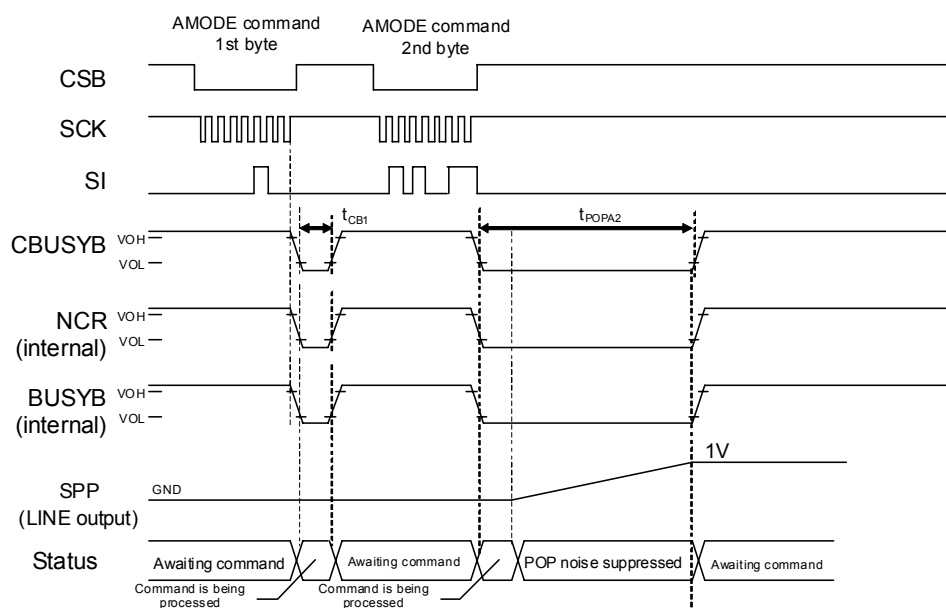 AMODE command
1st byte
AMODE command
2nd byte
CSB
SCK
SI
tCB1
tPOPA2
CBUSYB
VOH
VOL
NCR
(internal)
VOH
VOL
BUSYB
(internal)
VOH
VOL
1V
GND
SPP
(LINE output)
Status
Awaiting command
Awaiting command
POP noise suppressed
Awaiting command
Command is being
processed
Command is being
processed